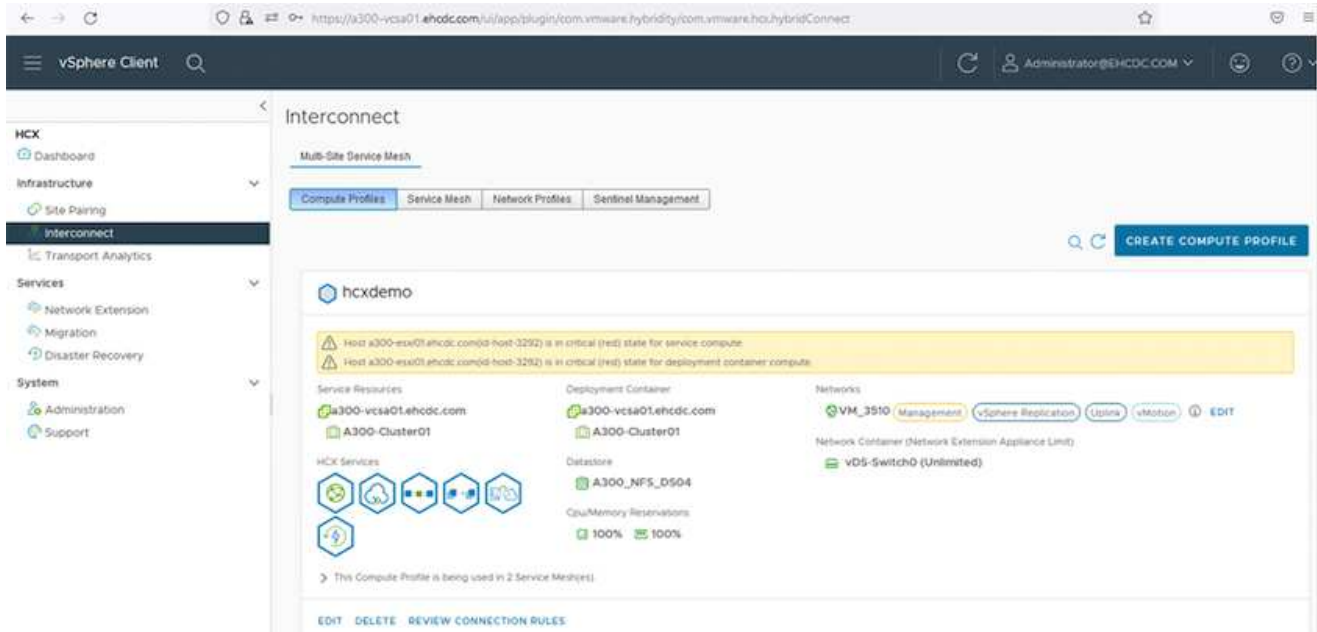 https://a300-vcsa01.ehcdc.com/ui/app/plugin/com.vmware.hybridity/com.vmware.hcx.hybridConnect
vSphere Client
Administrator@EHCDC.COM
Interconnect
HCX
Dashboard
Infrastructure
Site Pairing
Interconnect
Transport Analytics
Services
Network Extension
Migration
Disaster Recovery
System
Administration
Support
Multi-Site Service Mesh
Compute Profiles Service Mesh Network Profiles Sentinel Management
CREATE COMPUTE PROFILE
hcxdemo
Host a300-esxi01.ehcdc.com(id-host-3292) is in critical (red) state for service compute.
Host a300-esxi01.ehcdc.com(id-host-3292) is in critical (red) state for deployment container compute.
Service Resources
a300-vcsa01.ehcdc.com
A300-Cluster01
HCX Services
Deployment Container
a300-vcsa01.ehcdc.com
A300-Cluster01
Datastore
A300_NFS_DS04
Cpu/Memory Reservations
100% 100%
Networks
VM_3510 Management vSphere Replication Uplink vMotion EDIT
Network Container (Network Extension Appliance Limit)
vDS-Switch0 (Unlimited)
This Compute Profile is being used in 2 Service Mesh(es).
EDIT DELETE REVIEW CONNECTION RULES